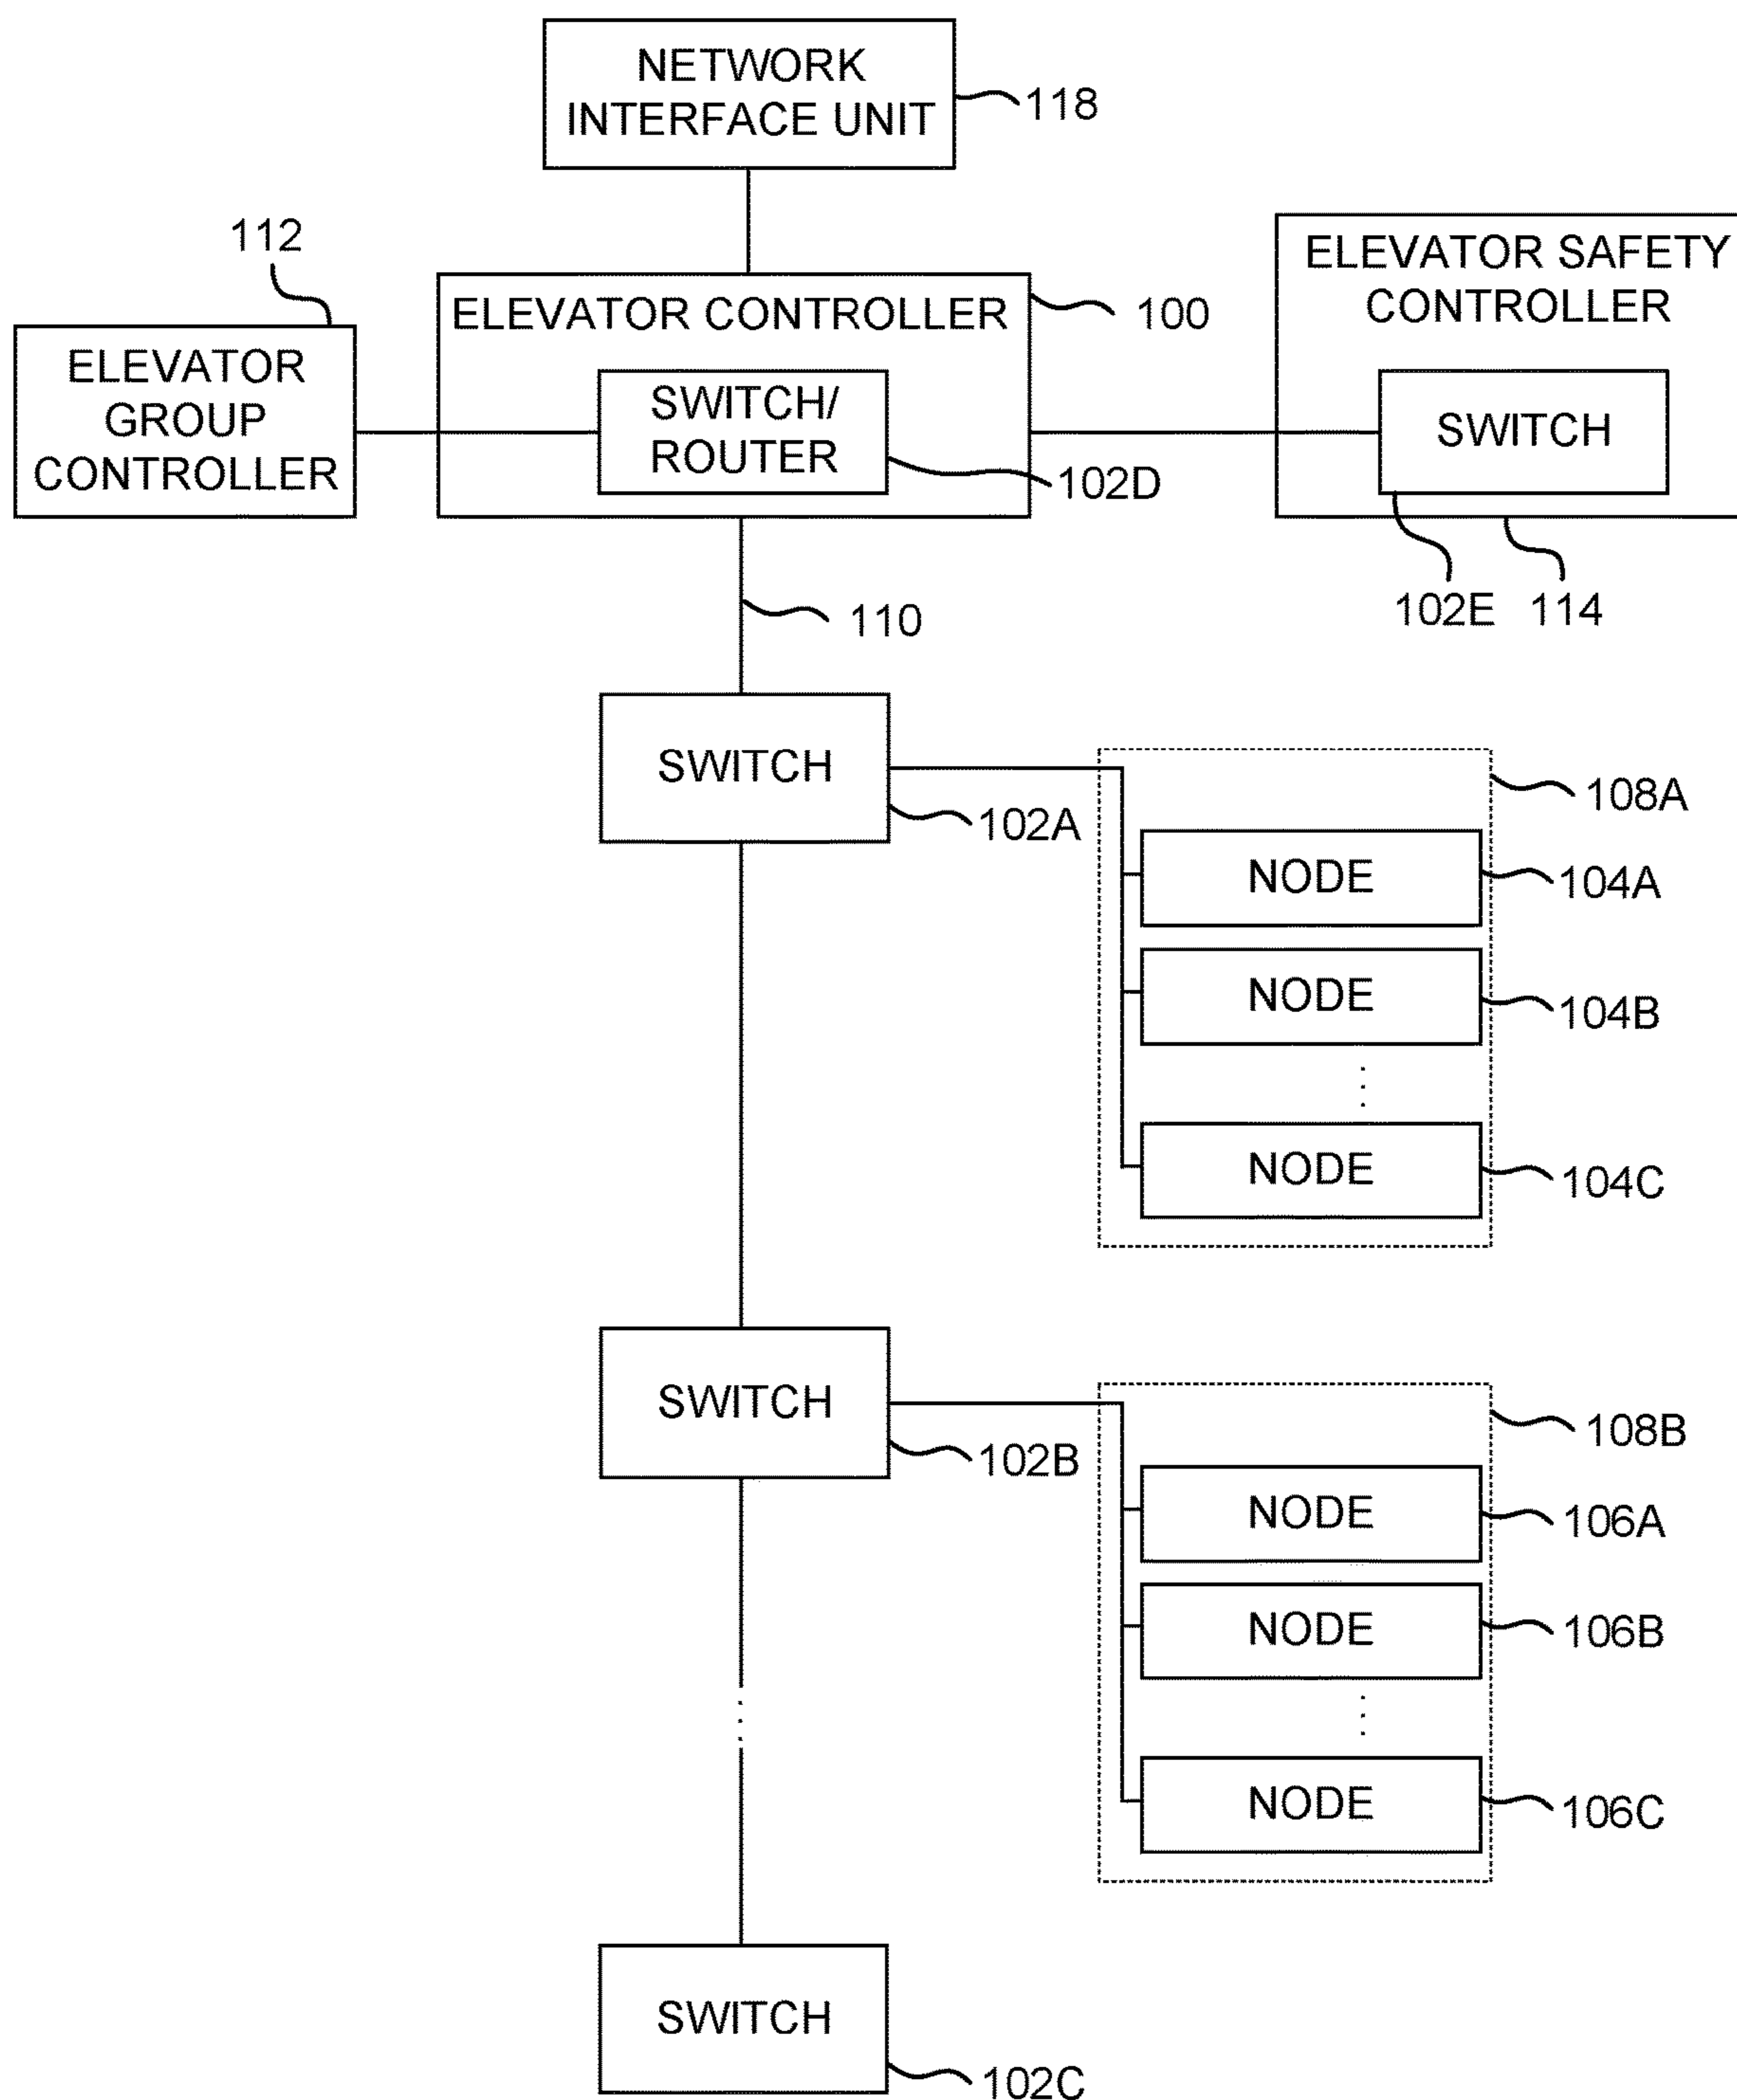 NETWORK
INTERFACE UNIT
118
112
ELEVATOR
GROUP
CONTROLLER
ELEVATOR CONTROLLER
100
SWITCH/
ROUTER
102D
ELEVATOR SAFETY
CONTROLLER
SWITCH
102E
114
110
SWITCH
102A
108A
NODE
104A
NODE
104B
NODE
104C
SWITCH
102B
108B
NODE
106A
NODE
106B
NODE
106C
SWITCH
102C